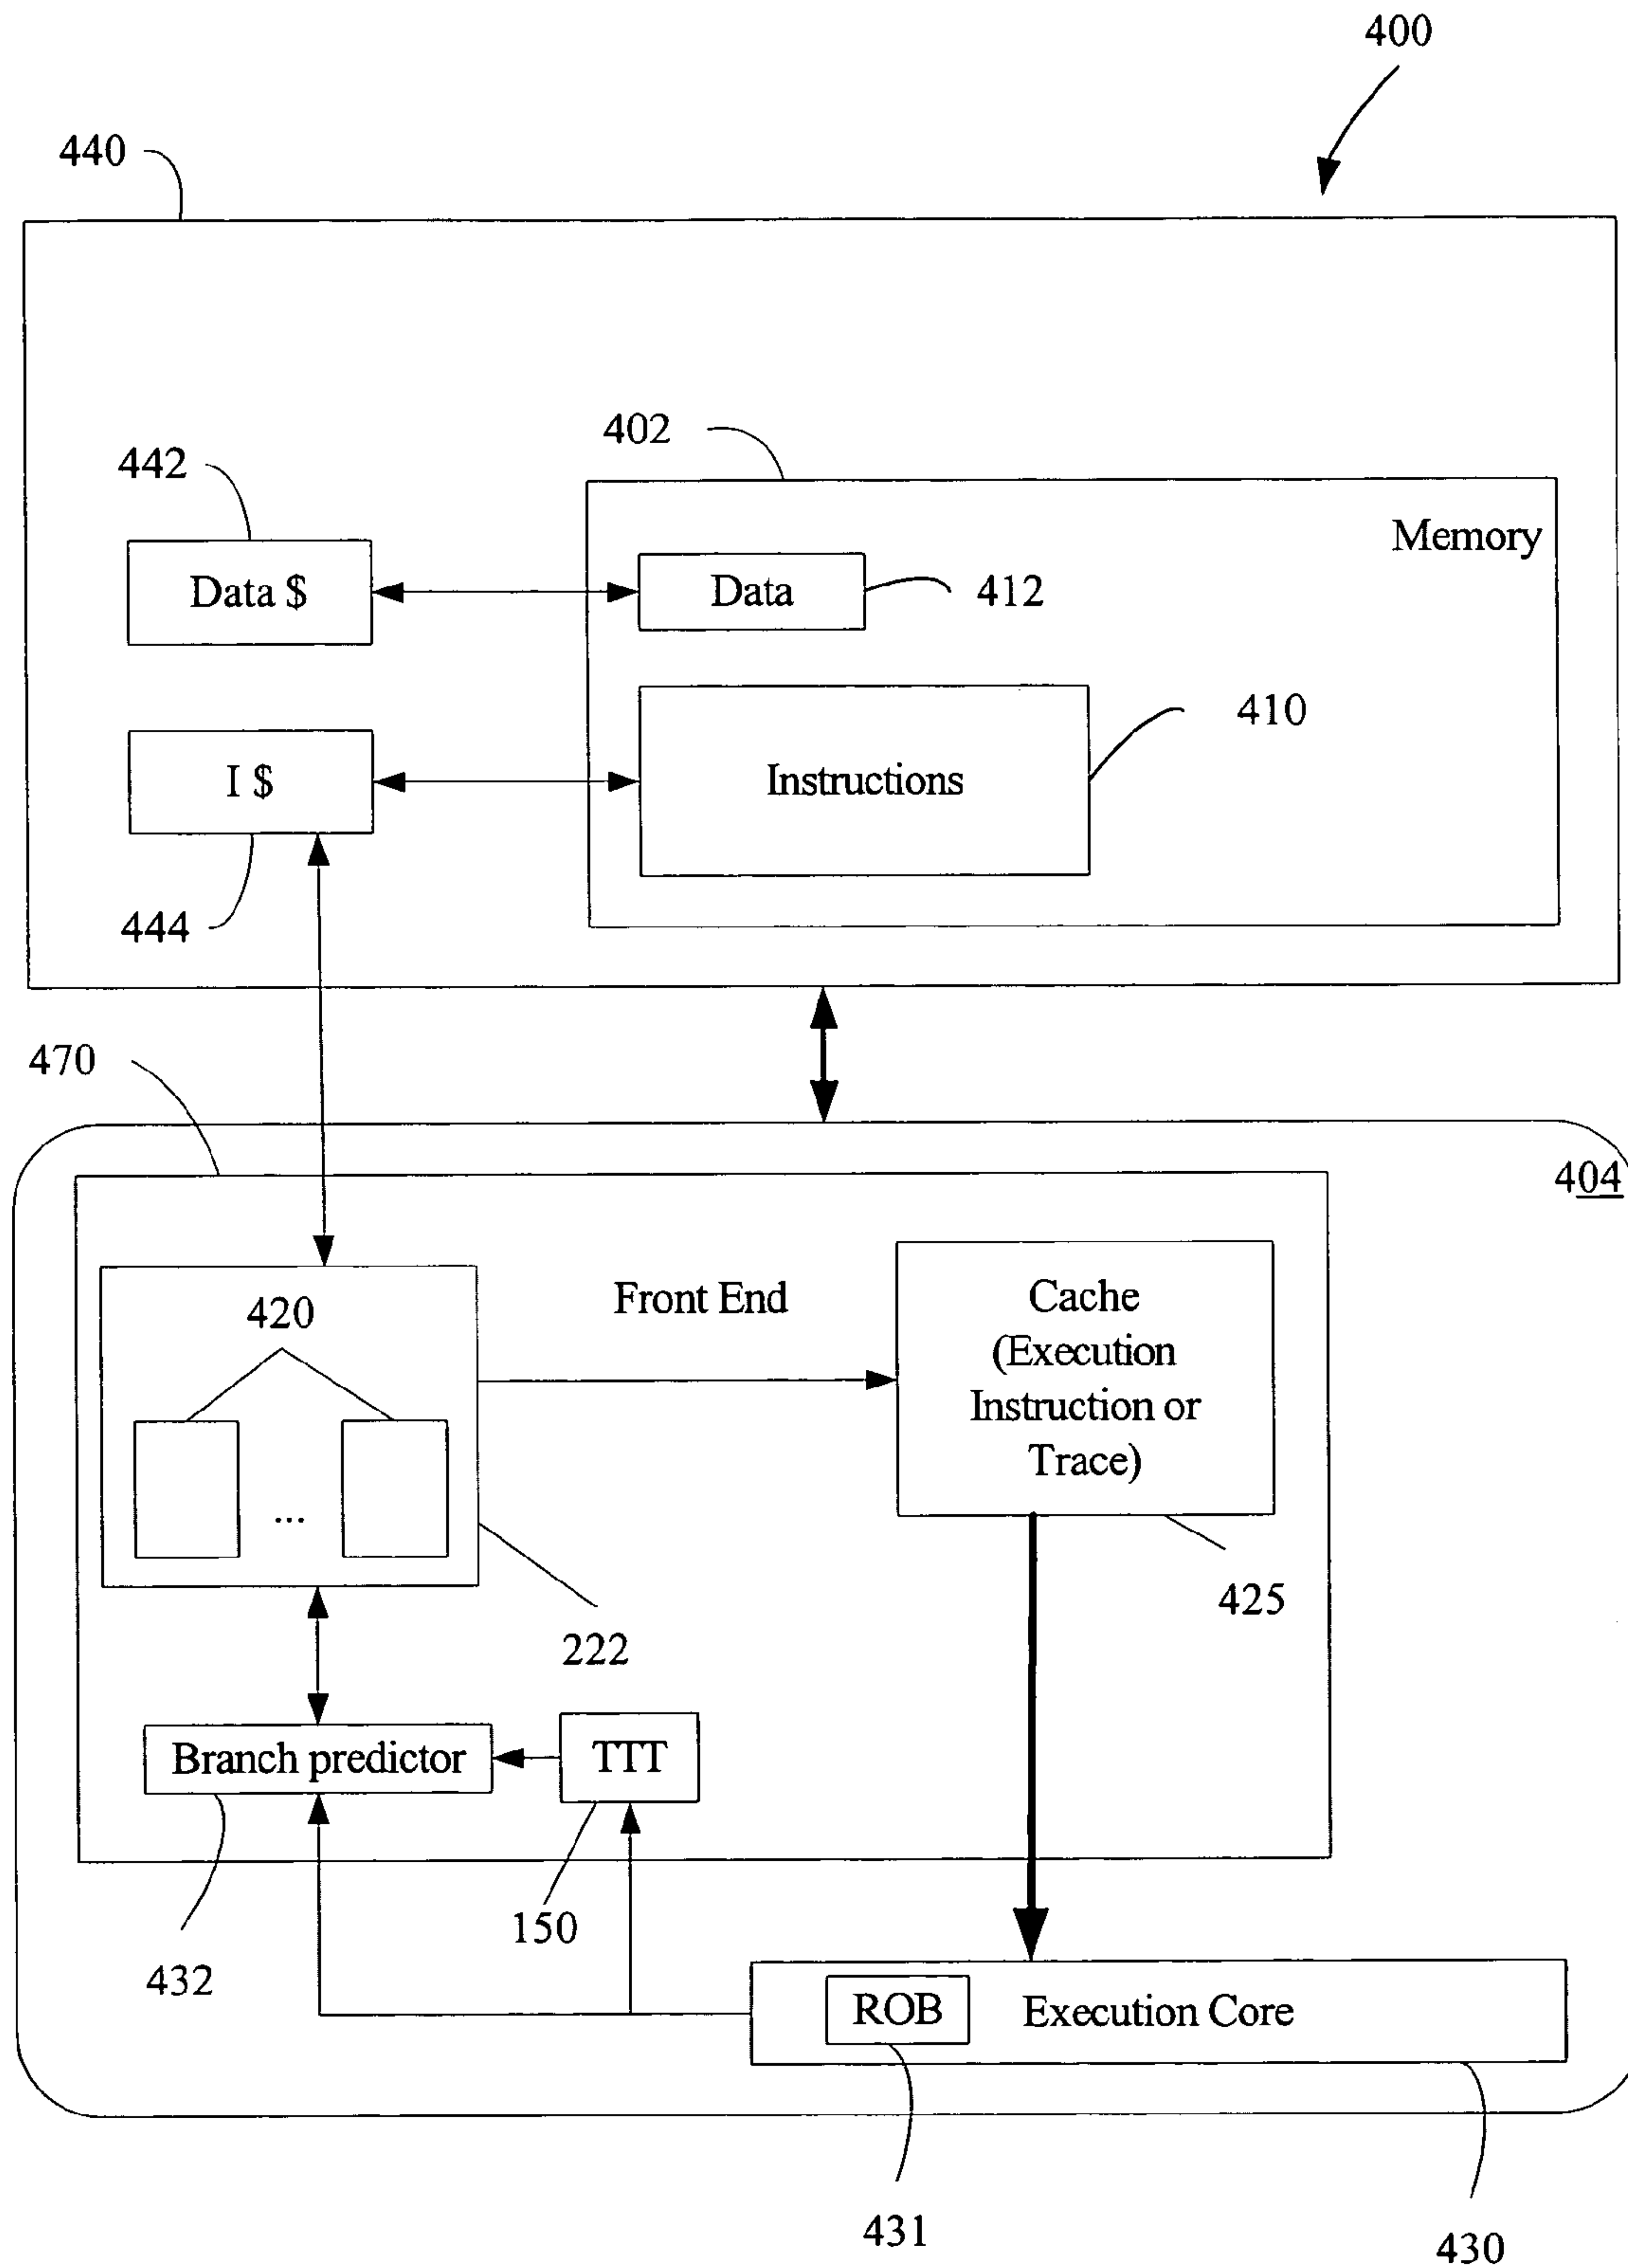 400
440
402
442
Memory
Data $
Data
412
410
I $
Instructions
444
470
404
420
Front End
Cache
(Execution
Instruction or
Trace)
...
425
222
Branch predictor
TTT
150
432
ROB
Execution Core
431
430